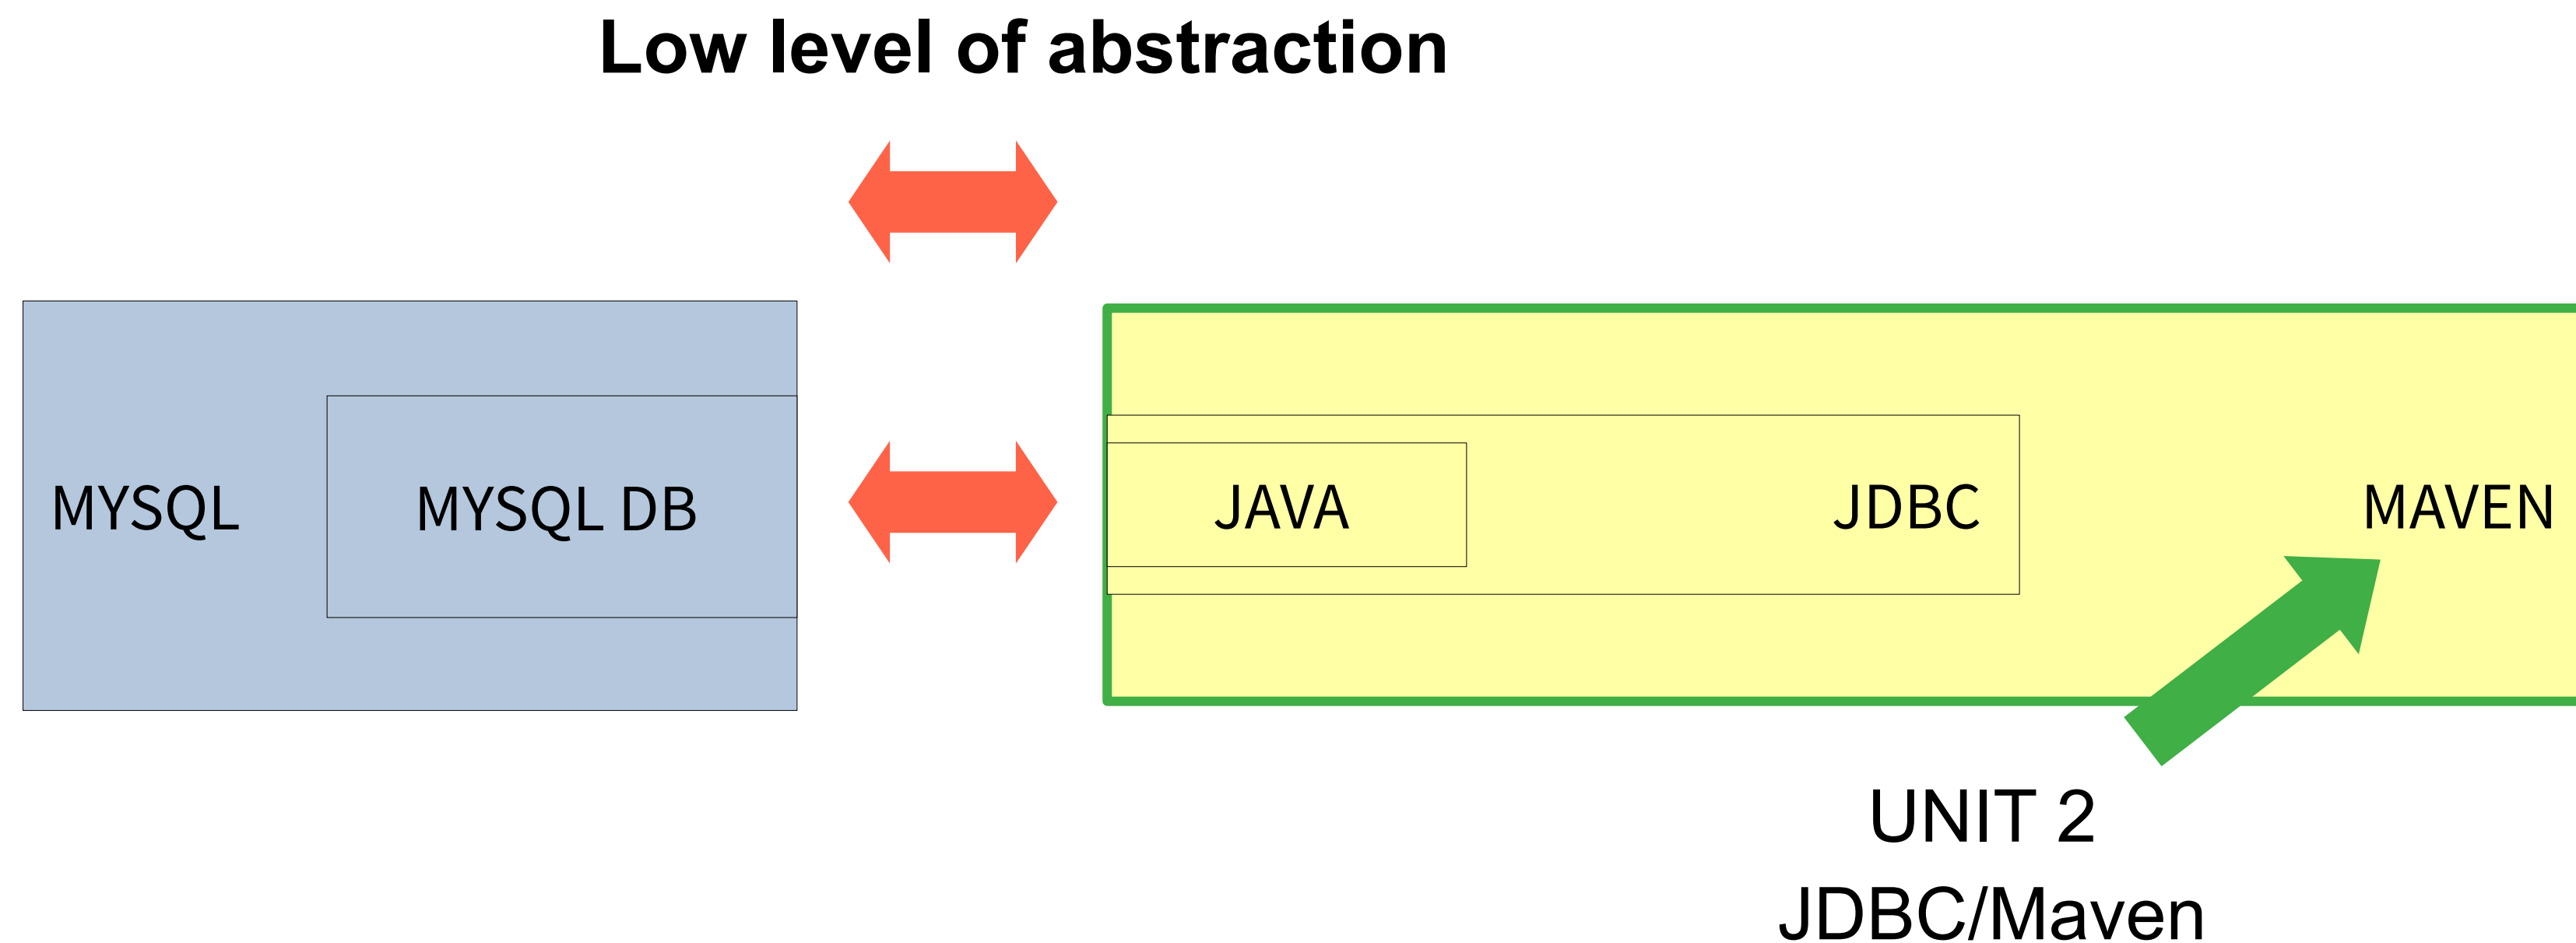 Low level of abstraction
MYSQL
MYSQL DB
JAVA
JDBC
MAVEN
UNIT 2
JDBC/Maven